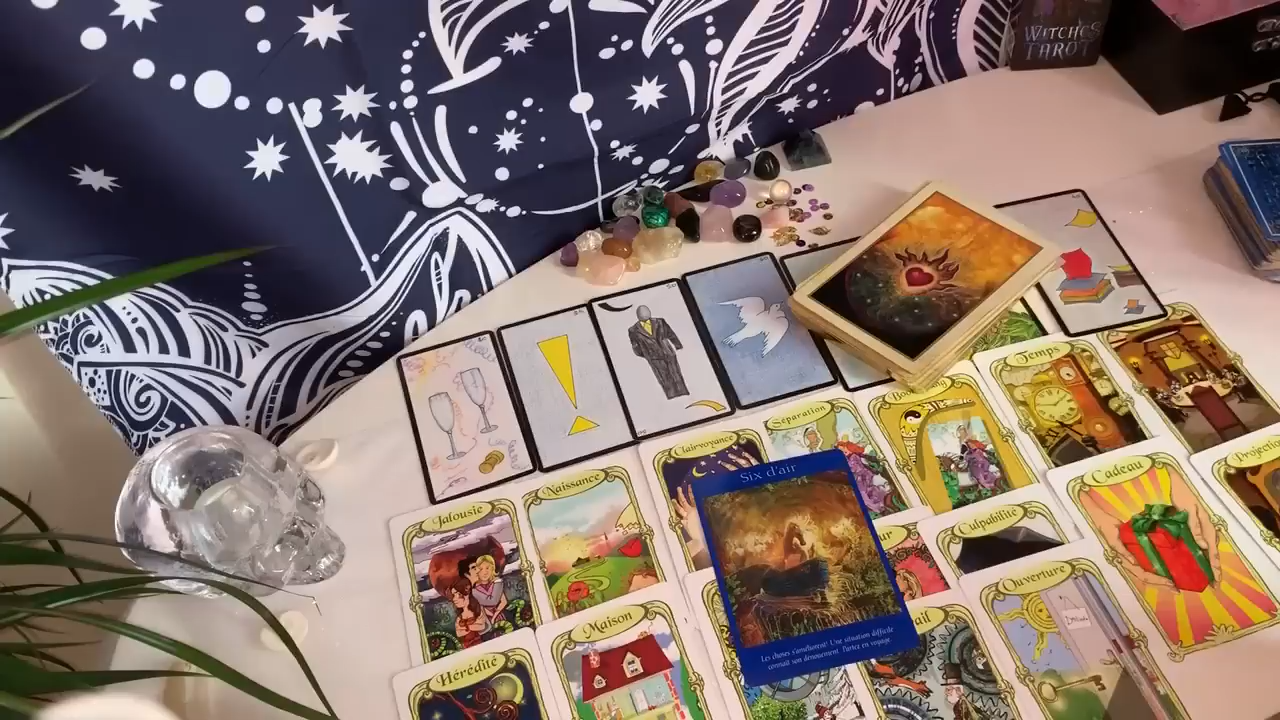 WITCHES
TAROT
Temps
Séparation
Clairvoyance
Cadeau
Six d'air
Naissance
Jalousie
Culpabilité
Ouverture
Maison
Hérédité
Les choses s'améliorent! Une situation difficile
connaît son dénouement. Partez en voyage.